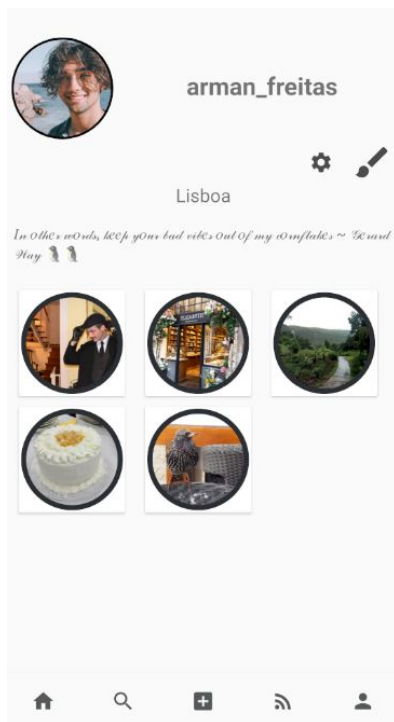 arman_freitas
Lisboa
In other words, keep your bad vibes out of my cornflakes ~ Gerard
Way